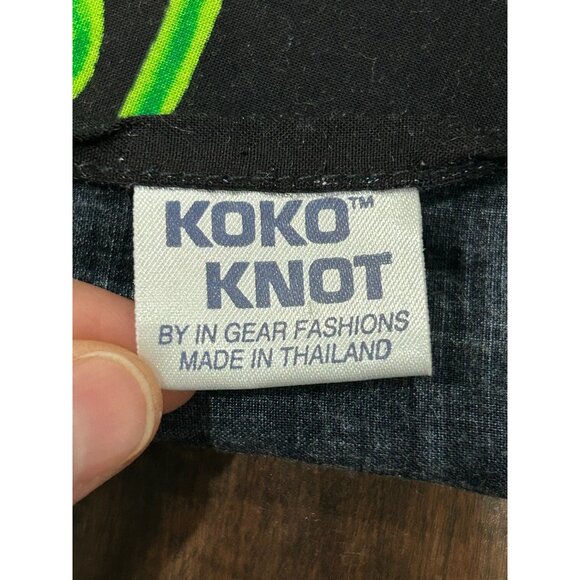 KOKO™
KNOT
BY IN GEAR FASHIONS
MADE IN THAILAND